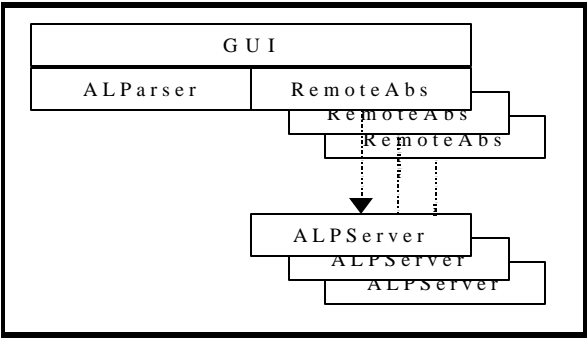 GUI
ALParser RemoteAbs
RemoteAbs
RemoteAbs
ALPServer
ALPServer
ALPServer